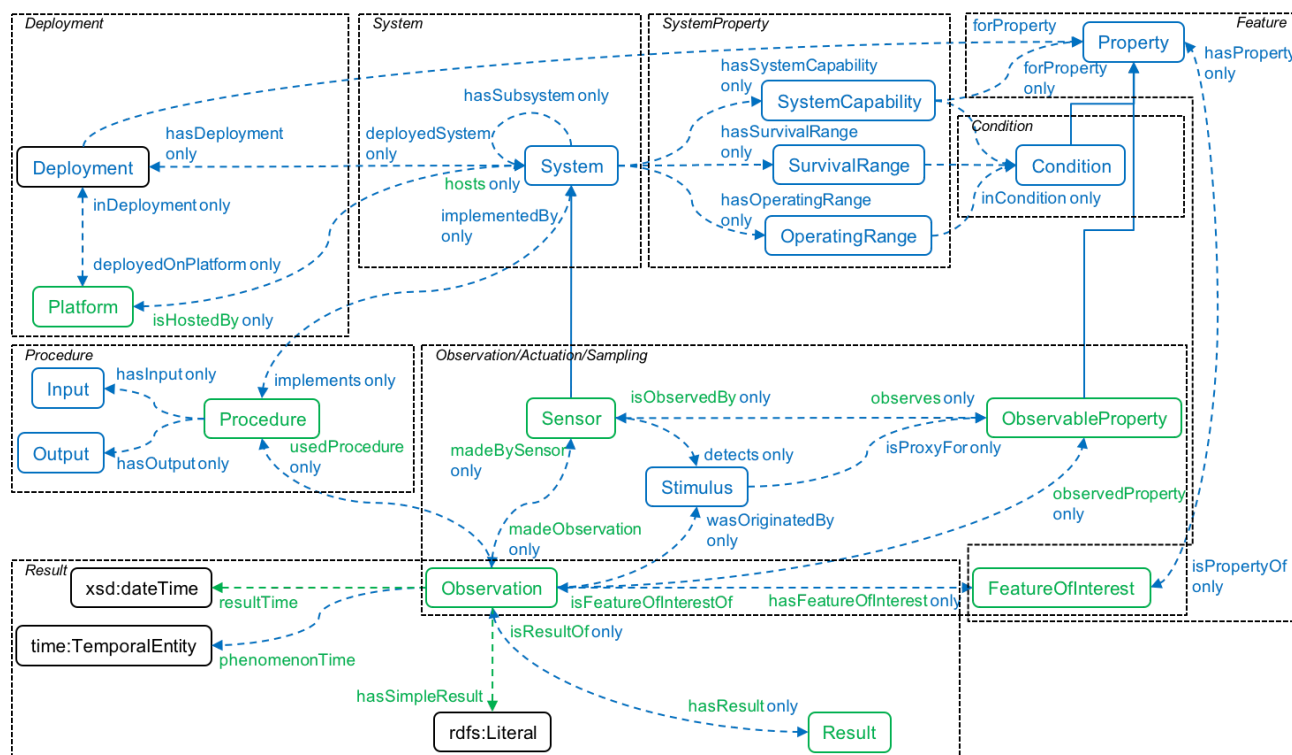 Deployment
System
SystemProperty
Feature
forProperty
Property
hasProperty
only
hasSystemCapability
only
forProperty
only
SystemCapability
hasSubsystem only
hasDeployment
only
deployedSystem
only
hasSurvivalRange
only
Condition
Deployment
System
SurvivalRange
Condition
hosts only
inDeployment only
implementedBy
only
hasOperatingRange
only
inCondition only
OperatingRange
deployedOnPlatform only
Platform
isHostedBy only
Procedure
Observation/Actuation/Sampling
Input
hasInput only
implements only
isObservedBy only
observes only
Procedure
Sensor
ObservableProperty
usedProcedure
only
madeBySensor
only
Output
hasOutput only
detects only
isProxyFor only
Stimulus
observedProperty
only
madeObservation
only
wasOriginatedBy
only
Result
xsd:dateTime
Observation
FeatureOfInterest
isPropertyOf
only
resultTime
isFeatureOfInterestOf
hasFeatureOfInterest only
time:TemporalEntity
isResultOf only
phenomenonTime
hasSimpleResult
hasResult only
rdfs:Literal
Result